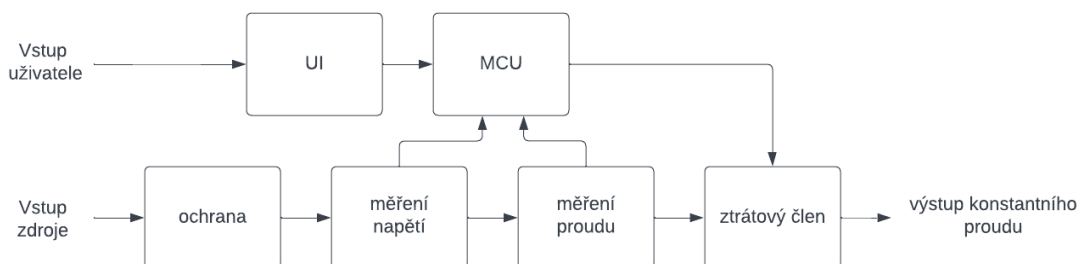 Vstup
uživatele
UI
MCU
Vstup
zdroje
ochrana
měření
napětí
měření
proudu
ztrátový člen
výstup konstantního
proudu